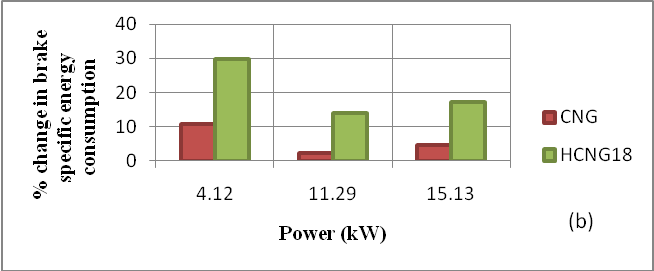 % change in brake
specific energy
consumption
40
30
20
10
0
4.12 11.29 15.13
Power (kW)
CNG
HCNG18
(b)